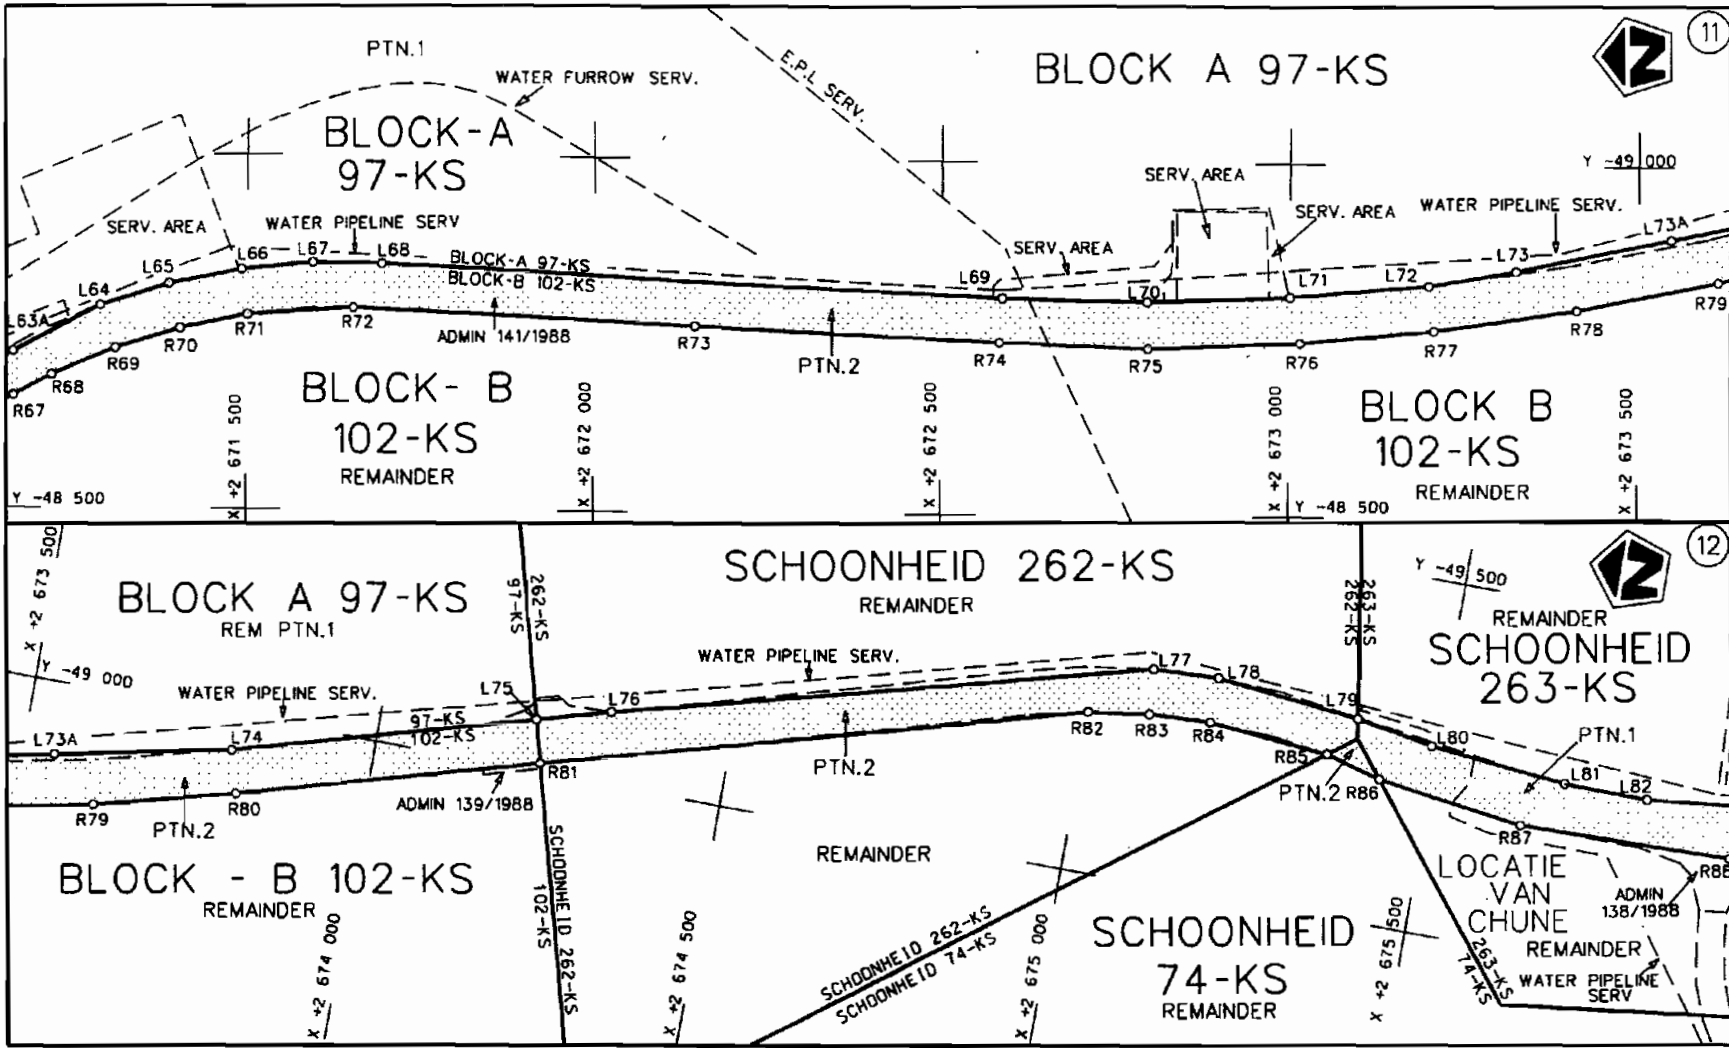 PTN.1
WATER FURROW SERV.
E.P.L SERV.
BLOCK A 97-KS
11
BLOCK-A
97-KS
SERV. AREA
WATER PIPELINE SERV
SERV. AREA
SERV. AREA
SERV. AREA
WATER PIPELINE SERV.
Y -49 000
L63A
L64
L65
L66
L67
L68
BLOCK-A 97-KS
BLOCK-B 102-KS
L69
L70
L71
L72
L73
L73A
R67
R68
R69
R70
R71
R72
ADMIN 141/1988
R73
PTN.2
R74
R75
R76
R77
R78
R79
BLOCK- B
102-KS
REMAINDER
BLOCK B
102-KS
REMAINDER
Y -48 500
X +2 671 500
X +2 672 000
X +2 672 500
X +2 673 000
Y -48 500
X +2 673 500
12
X +2 673 500
BLOCK A 97-KS
REM PTN.1
Y -49 000
WATER PIPELINE SERV.
262-KS
97-KS
SCHOONHEID 262-KS
REMAINDER
WATER PIPELINE SERV.
263-KS
262-KS
Y -49 500
REMAINDER
SCHOONHEID
263-KS
L73A
L74
97-KS
102-KS
L75
L76
L77
L78
L79
L80
L81
L82
PTN.1
R79
PTN.2
R80
R81
ADMIN 139/1988
PTN.2
R82
R83
R84
R85
PTN.2
R86
R87
R88
BLOCK - B 102-KS
REMAINDER
SCHOONHEID 262-KS
102-KS
REMAINDER
SCHOONHEID 262-KS
SCHOONHEID 74-KS
SCHOONHEID
74-KS
REMAINDER
LOCATIE
VAN
CHUNE
REMAINDER
ADMIN
138/1988
WATER PIPELINE
SERV
263-KS
74-KS
X +2 674 000
X +2 674 500
X +2 675 000
X +2 675 500